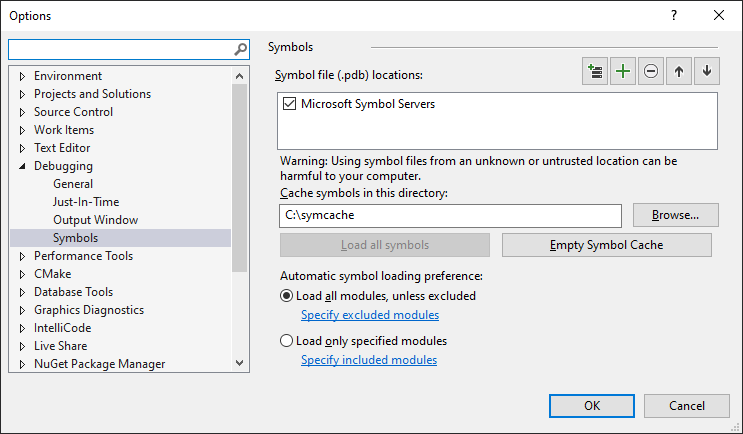 Options
?
Symbols
Symbol file (.pdb) locations:
Environment
Projects and Solutions
Source Control
Work Items
Text Editor
Debugging
General
Just-In-Time
Output Window
Symbols
Performance Tools
CMake
Database Tools
Graphics Diagnostics
IntelliCode
Live Share
NuGet Package Manager
Microsoft Symbol Servers
Warning: Using symbol files from an unknown or untrusted location can be
harmful to your computer.
Cache symbols in this directory:
C:\symcache
Browse...
Load all symbols
Empty Symbol Cache
Automatic symbol loading preference:
Load all modules, unless excluded
Specify excluded modules
Load only specified modules
Specify included modules
OK
Cancel